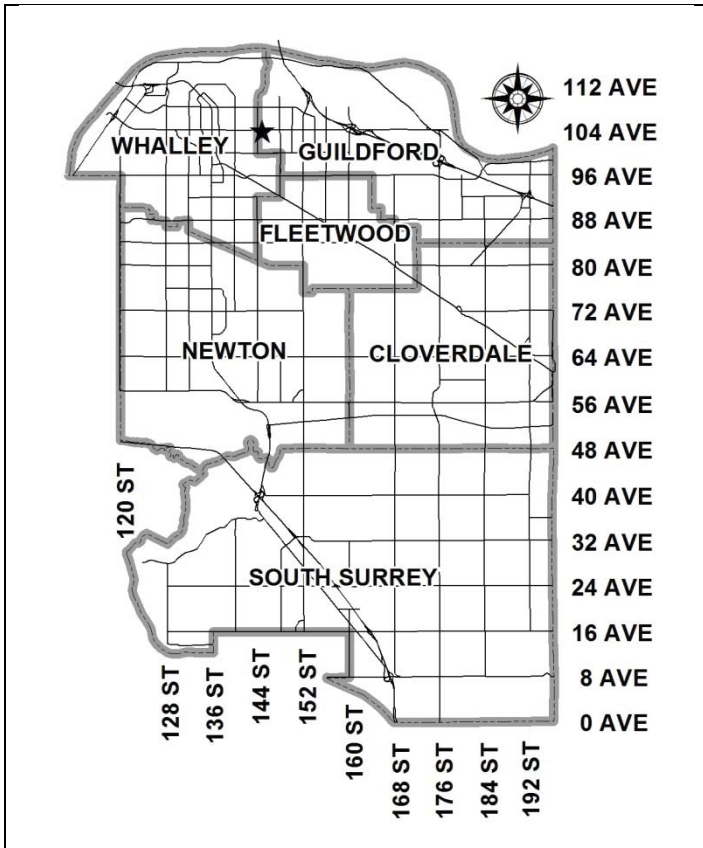 112 AVE
104 AVE
WHALLEY
GUILDFORD
96 AVE
88 AVE
FLEETWOOD
80 AVE
72 AVE
NEWTON
CLOVERDALE
64 AVE
56 AVE
48 AVE
120 ST
40 AVE
32 AVE
SOUTH SURREY
24 AVE
16 AVE
128 ST
136 ST
144 ST
152 ST
8 AVE
160 ST
0 AVE
168 ST
176 ST
184 ST
192 ST